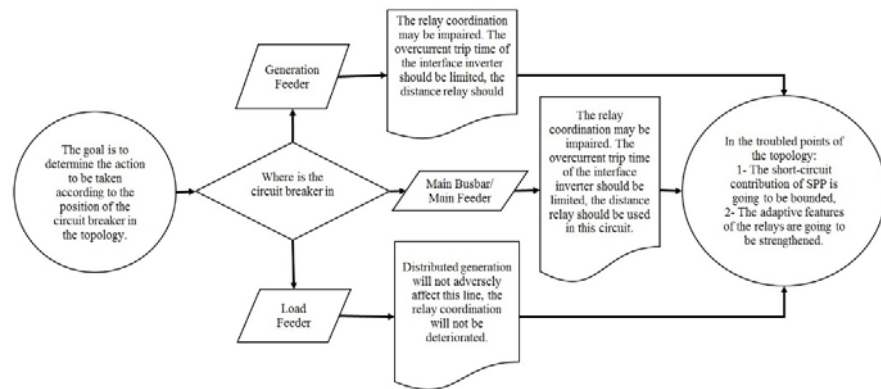 The goal is to
determine the action
to be taken
according to the
position of the
circuit breaker in
the topology.
Where is the
circuit breaker in
Generation
Feeder
The relay coordination
may be impaired. The
overcurrent trip time of
the interface inverter
should be limited, the
distance relay should
Main Busbar/
Main Feeder
The relay
coordination may be
impaired. The
overcurrent trip time
of the interface
inverter should be
limited, the distance
relay should be used
in this circuit.
Load
Feeder
Distributed generation
will not adversely
affect this line, the
relay coordination
will not be
deteriorated.
In the troubled points of
the topology:
1- The short-circuit
contribution of SPP is
going to be bounded,
2- The adaptive features
of the relays are going to
be strengthened.